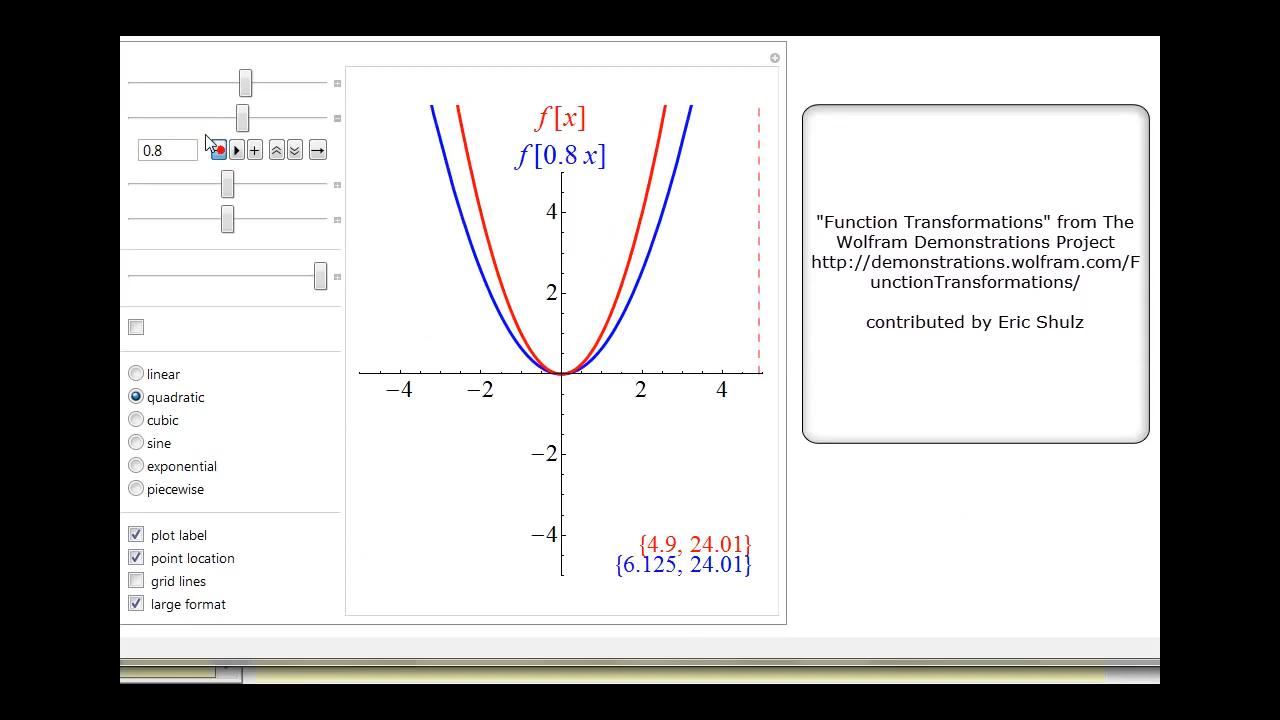 0.8
linear
quadratic
cubic
sine
exponential
piecewise
plot label
point location
grid lines
large format
f[x]
f[0.8 x]
4
2
−4
−2
2
4
−2
−4
{4.9, 24.01}
{6.125, 24.01}
"Function Transformations" from The
Wolfram Demonstrations Project
http://demonstrations.wolfram.com/F
unctionTransformations/
contributed by Eric Shulz